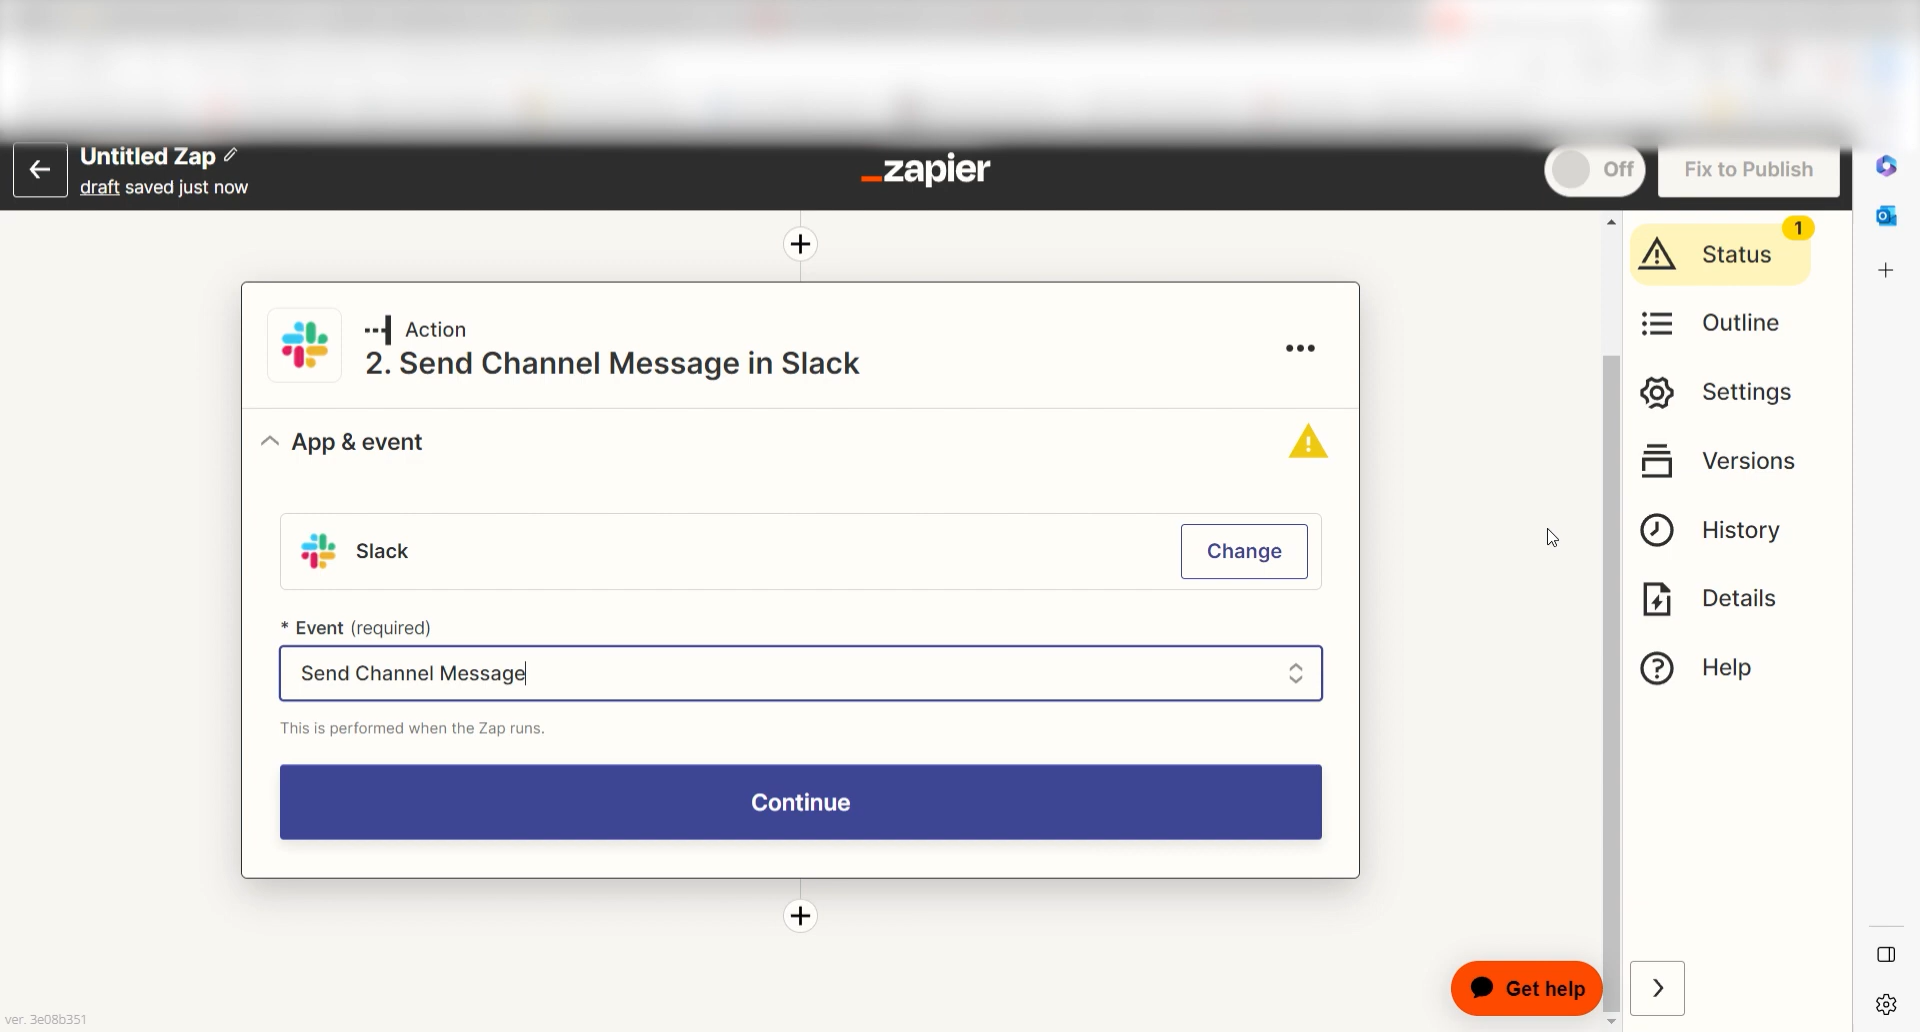 Untitled Zap
draft saved just now
zapier
Off
Fix to Publish
1
Status
Outline
Settings
Versions
History
Details
Help
Action
2. Send Channel Message in Slack
App & event
Slack
Change
* Event (required)
Send Channel Message
This is performed when the Zap runs.
Continue
Get help
ver. 3e08b351